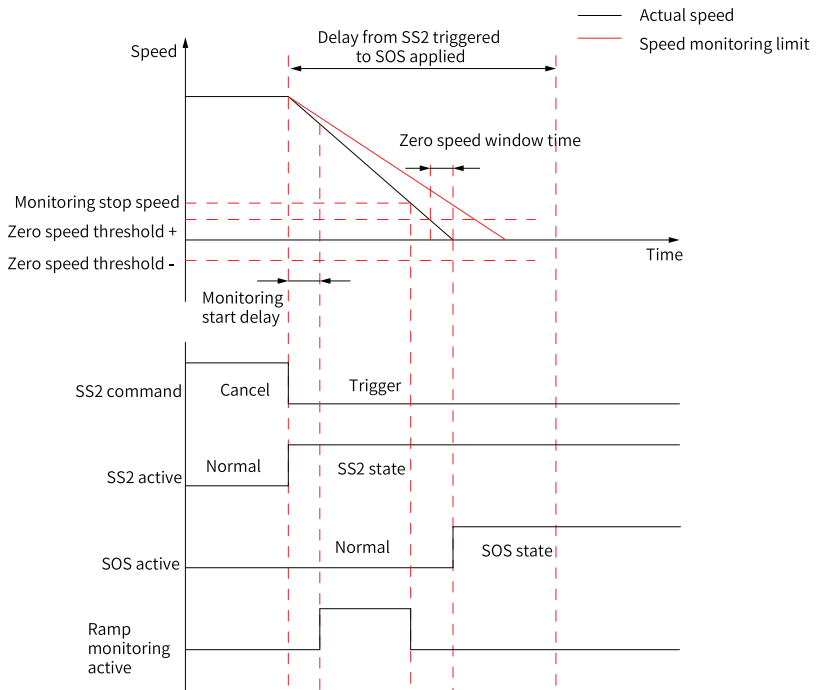 Actual speed
Speed monitoring limit
Delay from SS2 triggered
to SOS applied
Speed
Zero speed window time
Monitoring stop speed
Zero speed threshold +
Time
Zero speed threshold -
Monitoring
start delay
SS2 command
Cancel
Trigger
SS2 active
Normal
SS2 state
SOS active
Normal
SOS state
Ramp
monitoring
active